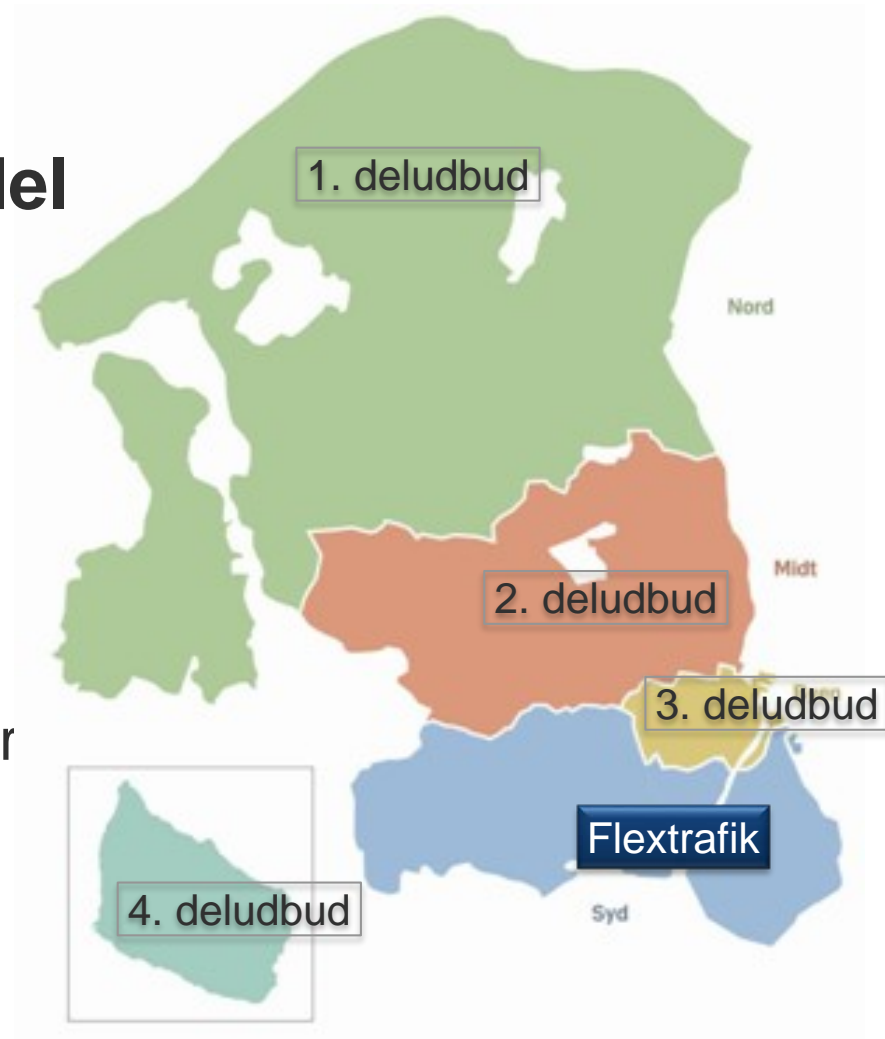 del
1. deludbud
Nord
Midt
2. deludbud
3. deludbud
r
Flextrafik
4. deludbud
Syd